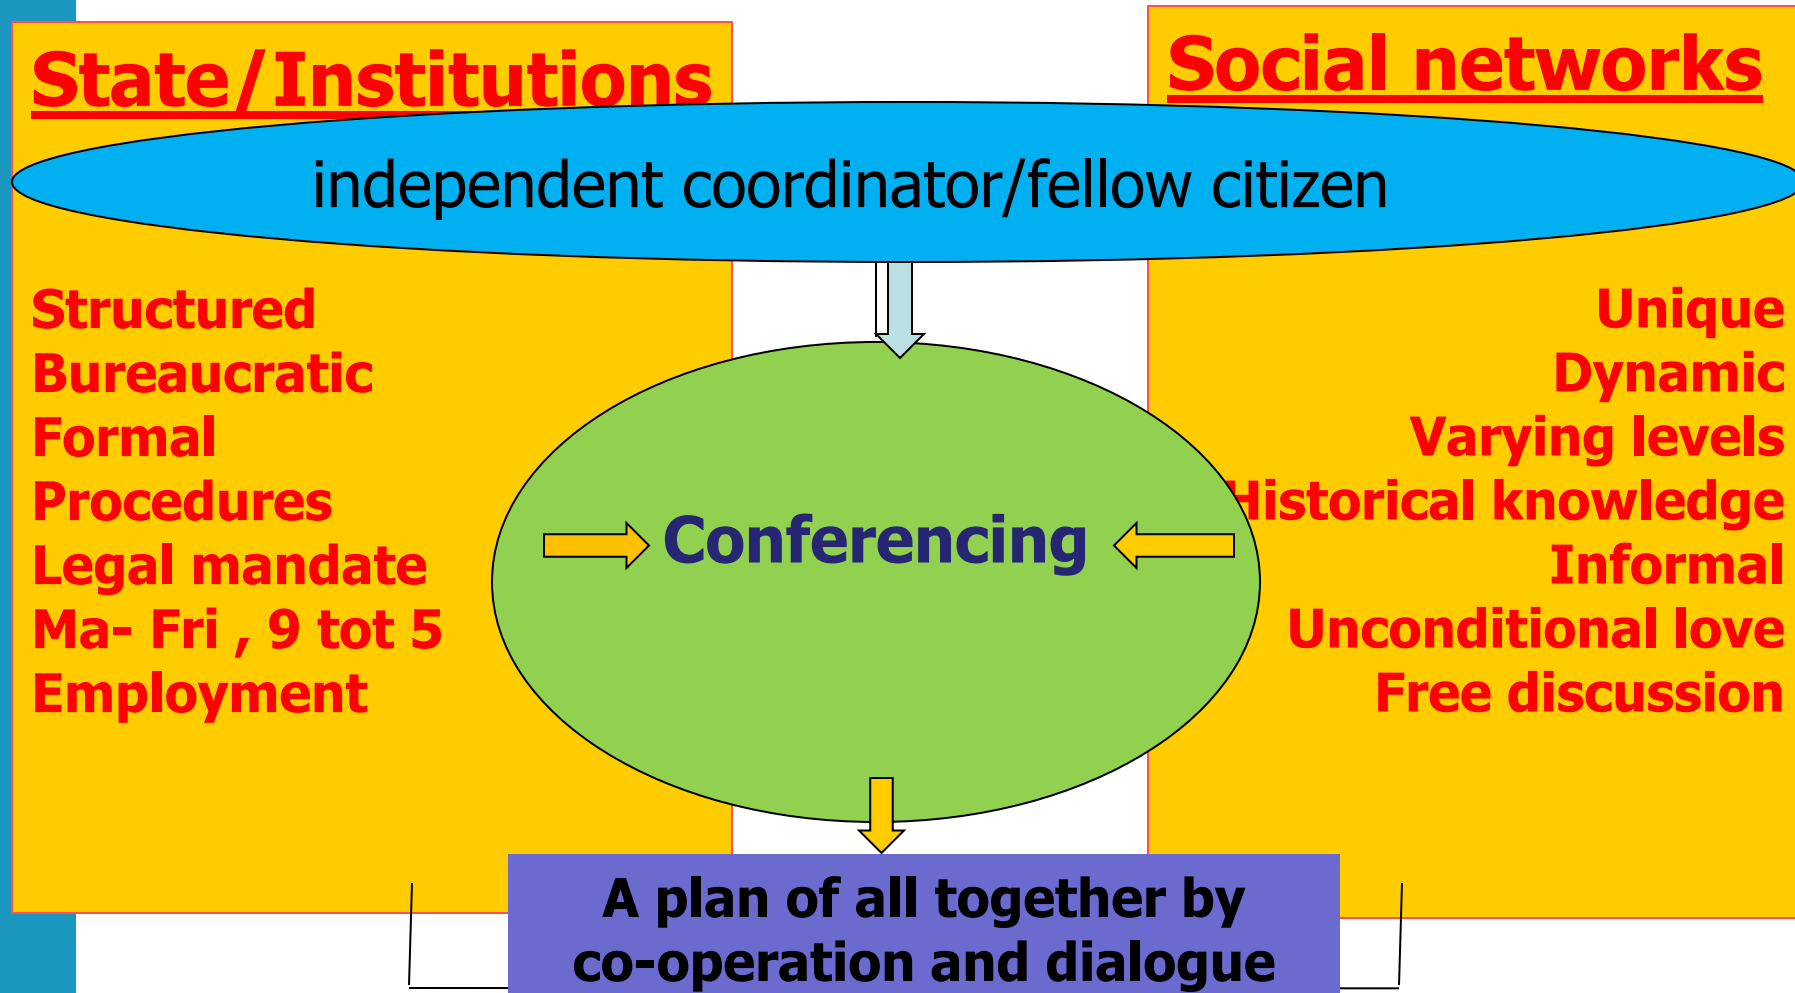 State/Institutions
Social networks
independent coordinator/fellow citizen
Structured
Bureaucratic
Formal
Procedures
Legal mandate
Ma- Fri , 9 tot 5
Employment
Conferencing
Unique
Dynamic
Varying levels
Historical knowledge
Informal
Unconditional love
Free discussion
A plan of all together by
co-operation and dialogue